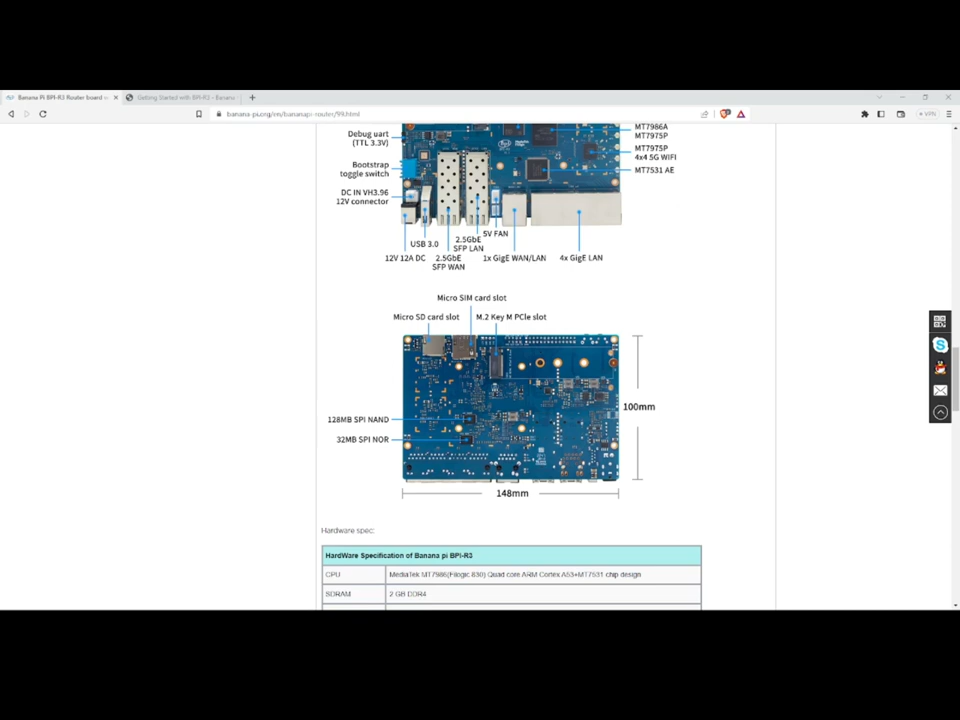 Banana Pi BPI-R3 Router board w
Getting Started with BPI-R3 - Banana
banana-pi.org/en/bananapi-router/99.html
VPN
Debug uart
(TTL 3.3V)
Bootstrap
toggle switch
DC IN VH3.96
12V connector
MT7986A
MT7975P
MT7975P
4x4 5G WIFI
MT7531 AE
USB 3.0
12V 12A DC
2.5GbE
SFP WAN
2.5GbE
SFP LAN
5V FAN
1x GigE WAN/LAN
4x GigE LAN
Micro SIM card slot
Micro SD card slot
M.2 Key M PCIe slot
128MB SPI NAND
32MB SPI NOR
100mm
148mm
Hardware spec:
HardWare Specification of Banana pi BPI-R3
CPU MediaTek MT7986(Filogic 830) Quad core ARM Cortex A53+MT7531 chip design
SDRAM 2 GB DDR4